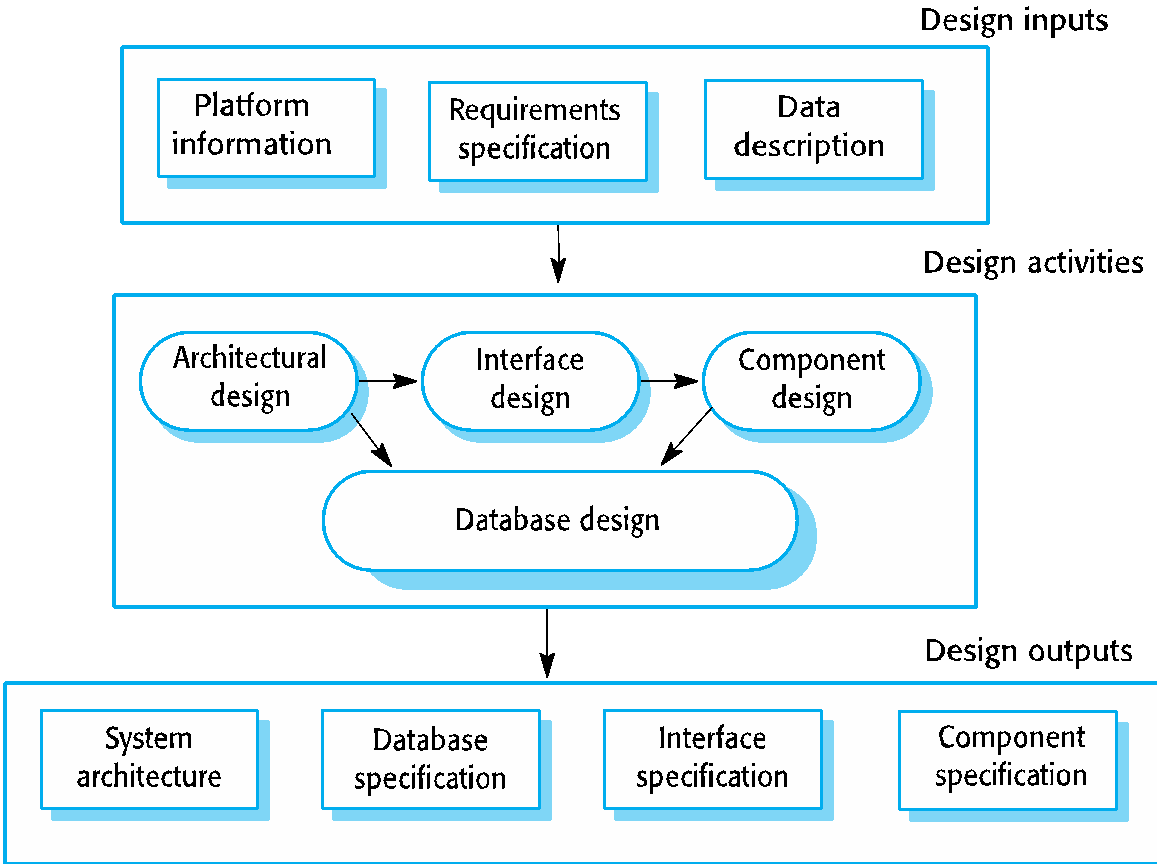 Design inputs
Platform
information
Requirements
specification
Data
description
Design activities
Architectural
design
Interface
design
Component
design
Database design
Design outputs
System
architecture
Database
specification
Interface
specification
Component
specification